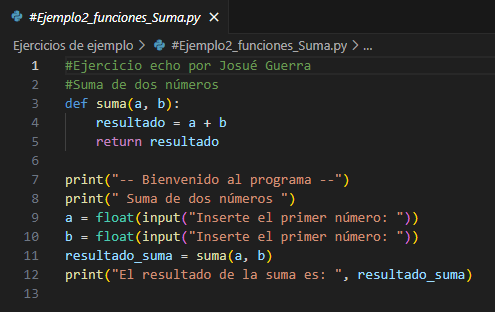 #Ejemplo2_funciones_Suma.py ×
Ejercicios de ejemplo > #Ejemplo2_funciones_Suma.py > ...
1 #Ejercicio echo por Josué Guerra
2 #Suma de dos números
3 def suma(a, b):
4     resultado = a + b
5     return resultado
6
7 print("-- Bienvenido al programa --")
8 print(" Suma de dos números ")
9 a = float(input("Inserte el primer número: "))
10 b = float(input("Inserte el primer número: "))
11 resultado_suma = suma(a, b)
12 print("El resultado de la suma es: ", resultado_suma)
13